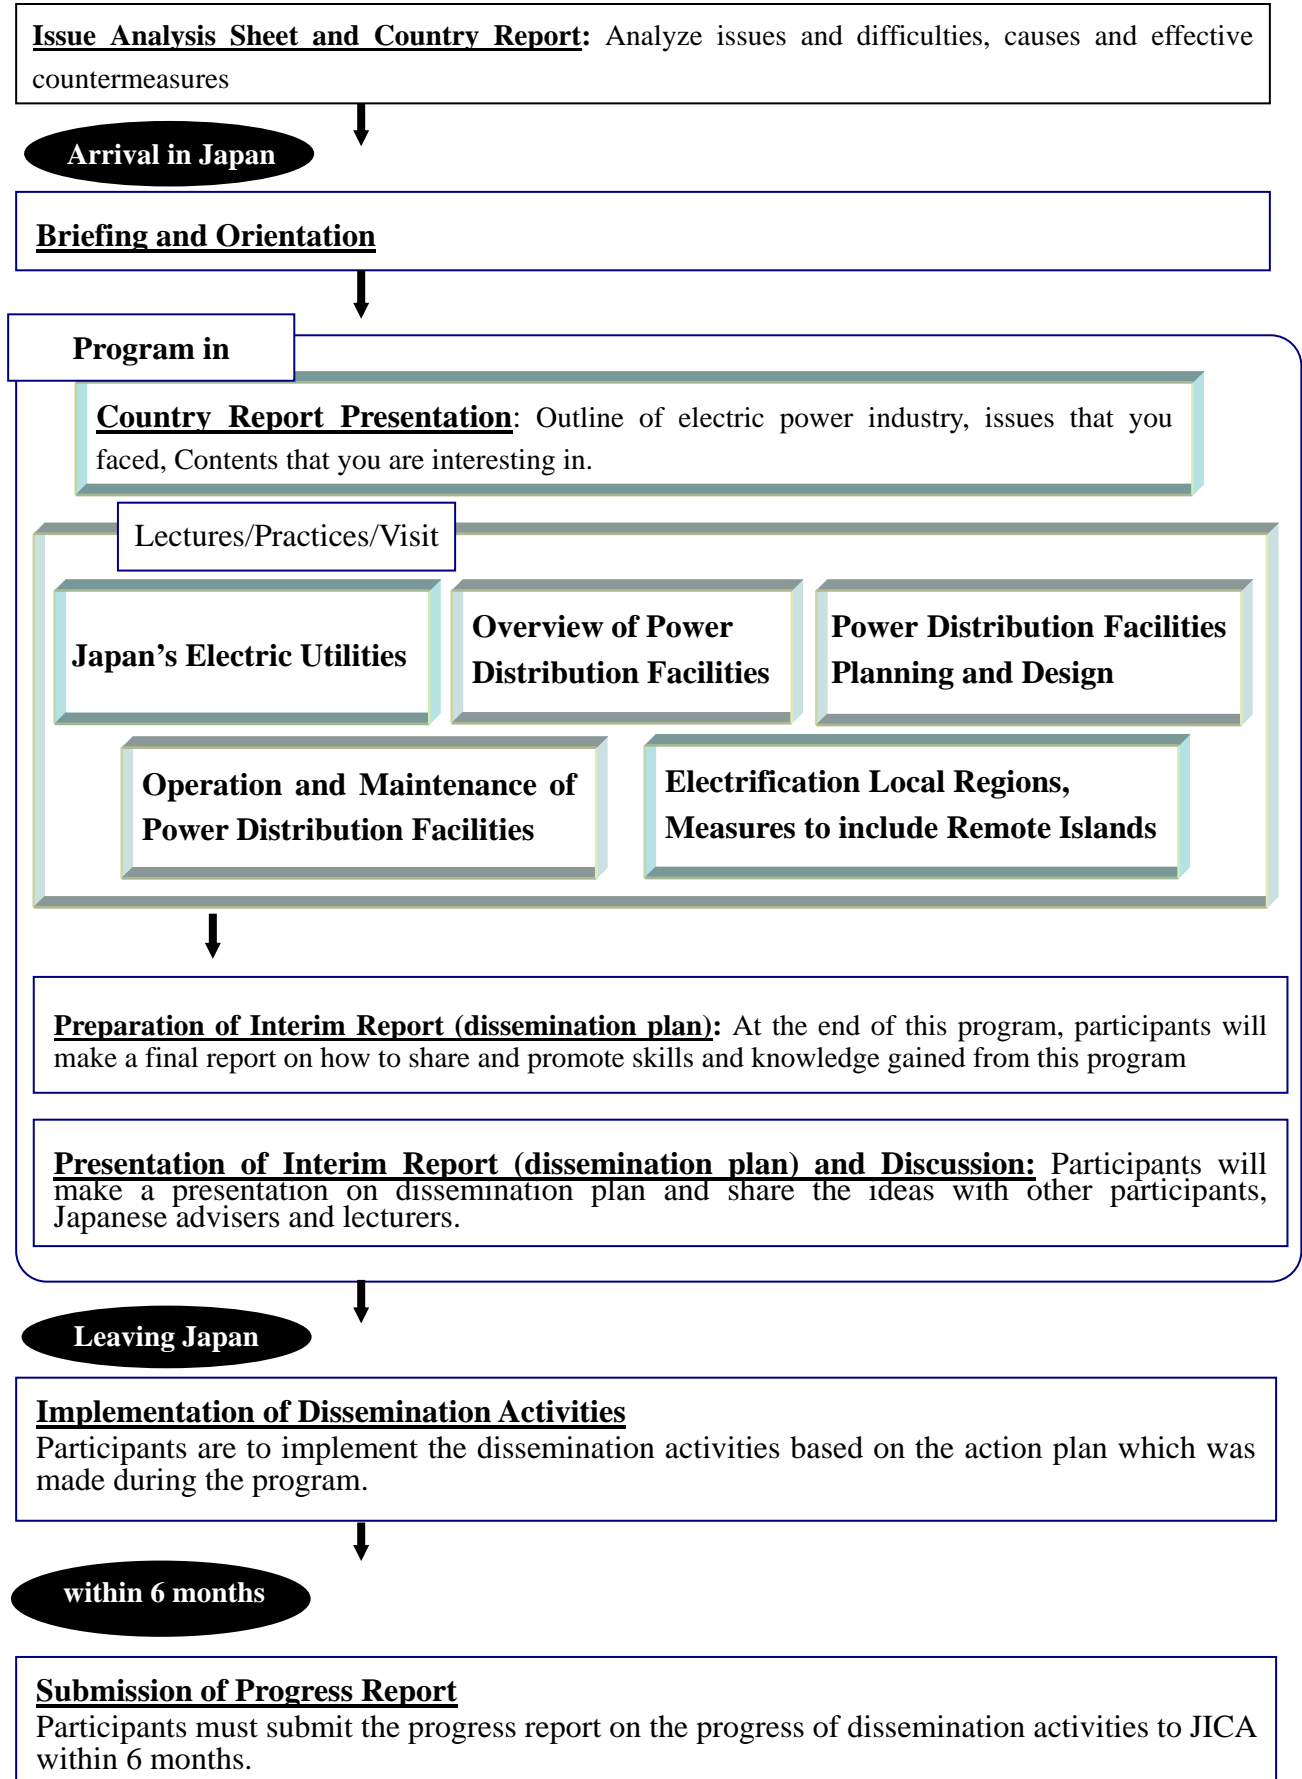 Issue Analysis Sheet and Country Report: Analyze issues and difficulties, causes and effective
countermeasures
Arrival in Japan
Briefing and Orientation
Program in
Country Report Presentation: Outline of electric power industry, issues that you
faced, Contents that you are interesting in.
Lectures/Practices/Visit
Japan's Electric Utilities
Overview of Power
Distribution Facilities
Power Distribution Facilities
Planning and Design
Operation and Maintenance of
Power Distribution Facilities
Electrification Local Regions,
Measures to include Remote Islands
Preparation of Interim Report (dissemination plan): At the end of this program, participants will
make a final report on how to share and promote skills and knowledge gained from this program
Presentation of Interim Report (dissemination plan) and Discussion: Participants will
make a presentation on dissemination plan and share the ideas with other participants,
Japanese advisers and lecturers.
Leaving Japan
Implementation of Dissemination Activities
Participants are to implement the dissemination activities based on the action plan which was
made during the program.
within 6 months
Submission of Progress Report
Participants must submit the progress report on the progress of dissemination activities to JICA
within 6 months.